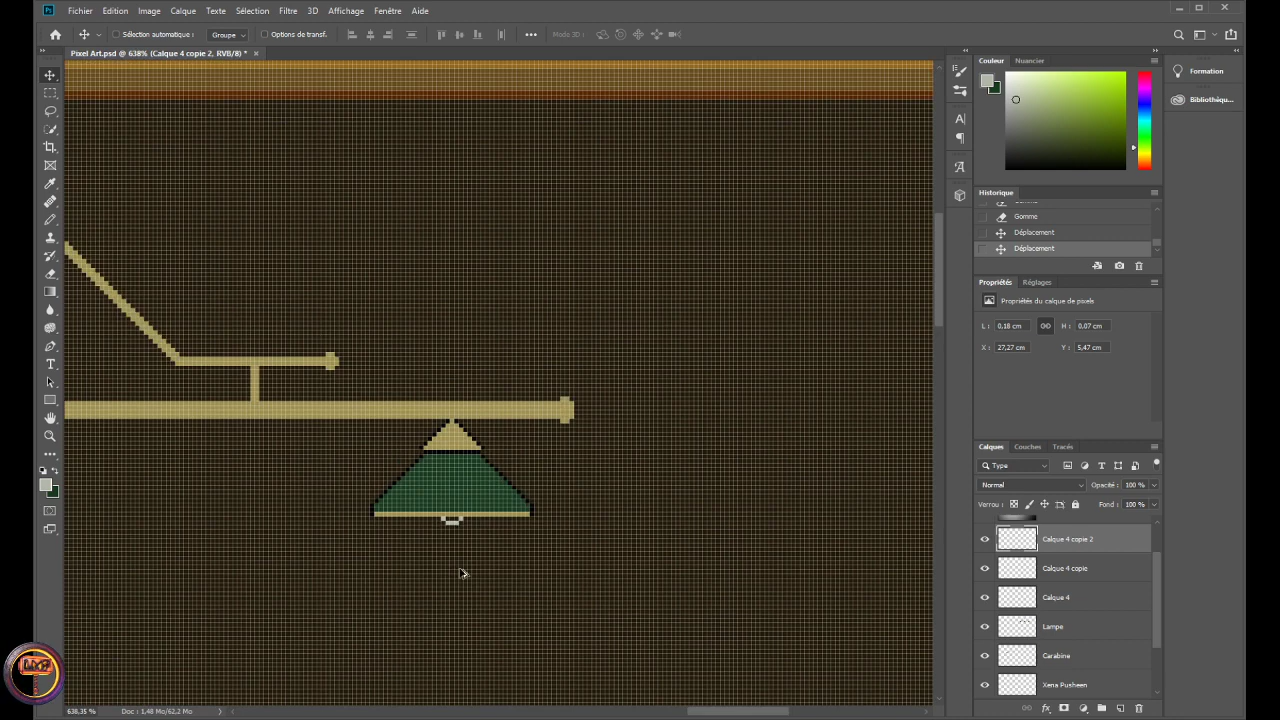 Fichier Edition Image Calque Texte Sélection Filtre 3D Affichage Fenêtre Aide
Sélection automatique : Groupe Options de transf. Mode 3D :
Pixel Art.psd @ 638% (Calque 4 copie 2, RVB/8) * ×
Couleur Nuancier
Formation
Bibliothèqu...
Historique
Gomme
Déplacement
Déplacement
Propriétés Réglages
Propriétés du calque de pixels
L : 0,18 cm H : 0,07 cm
X : 27,27 cm Y : 5,47 cm
Calques Couches Tracés
Type
Normal Opacité : 100 %
Verrou : Fond : 100 %
Calque 4 copie 2
Calque 4 copie
Calque 4
Lampe
Carabine
Xena Pusheen
638,35 % Doc : 1,48 Mo/62,2 Mo